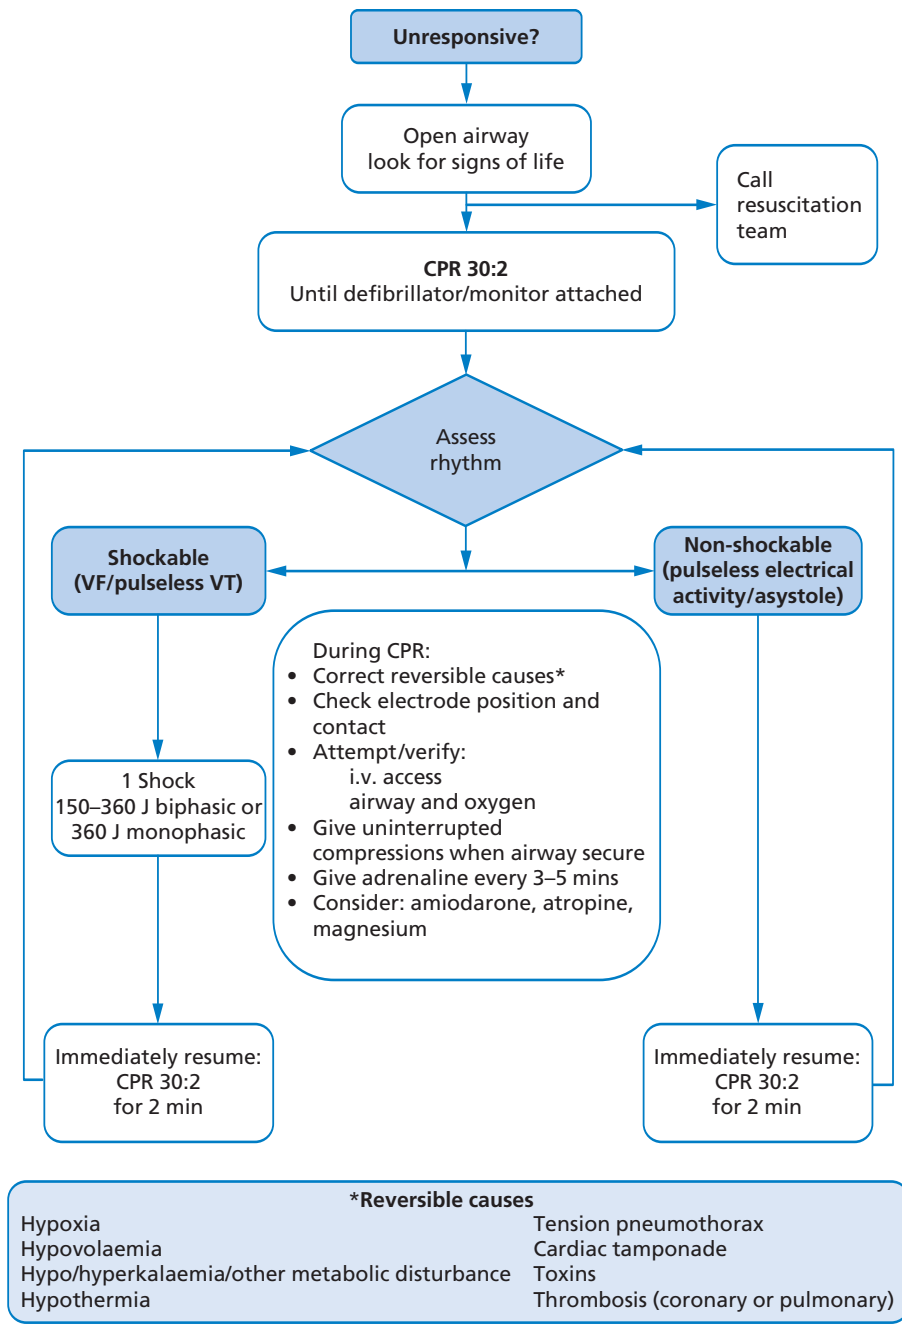 Unresponsive?
Open airway
look for signs of life
Call
resuscitation
team
CPR 30:2
Until defibrillator/monitor attached
Assess
rhythm
Shockable
(VF/pulseless VT)
Non-shockable
(pulseless electrical
activity/asystole)
1 Shock
150–360 J biphasic or
360 J monophasic
During CPR:
• Correct reversible causes*
• Check electrode position and
contact
• Attempt/verify:
i.v. access
airway and oxygen
• Give uninterrupted
compressions when airway secure
• Give adrenaline every 3–5 mins
• Consider: amiodarone, atropine,
magnesium
Immediately resume:
CPR 30:2
for 2 min
Immediately resume:
CPR 30:2
for 2 min
*Reversible causes
Hypoxia
Hypovolaemia
Hypo/hyperkalaemia/other metabolic disturbance
Hypothermia
Tension pneumothorax
Cardiac tamponade
Toxins
Thrombosis (coronary or pulmonary)